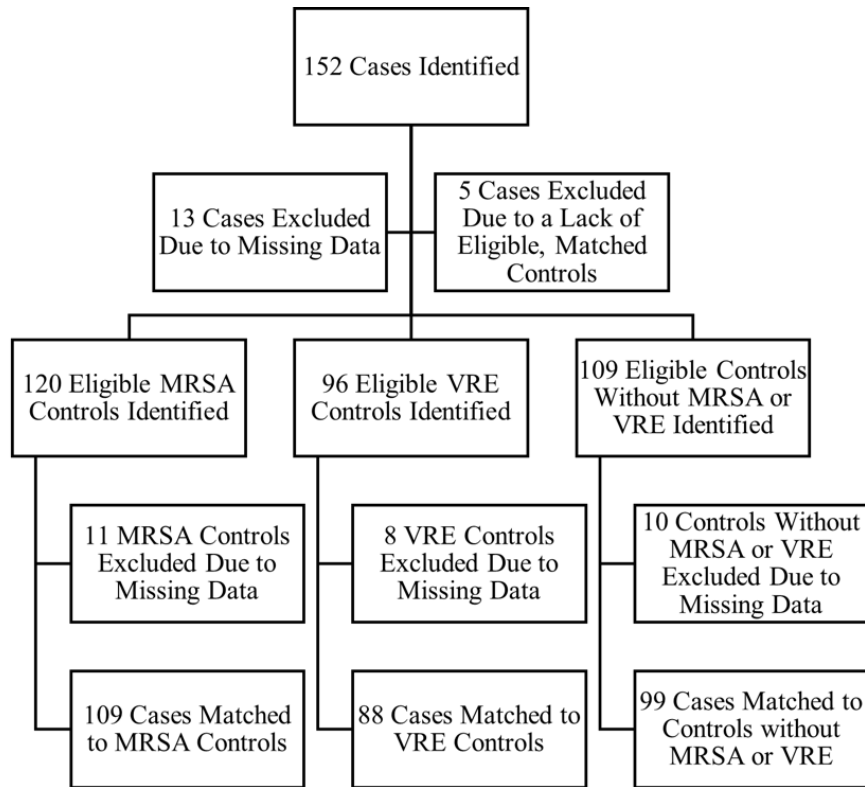 152 Cases Identified
13 Cases Excluded
Due to Missing Data
5 Cases Excluded
Due to a Lack of
Eligible, Matched
Controls
120 Eligible MRSA
Controls Identified
96 Eligible VRE
Controls Identified
109 Eligible Controls
Without MRSA or
VRE Identified
11 MRSA Controls
Excluded Due to
Missing Data
8 VRE Controls
Excluded Due to
Missing Data
10 Controls Without
MRSA or VRE
Excluded Due to
Missing Data
109 Cases Matched
to MRSA Controls
88 Cases Matched to
VRE Controls
99 Cases Matched to
Controls without
MRSA or VRE